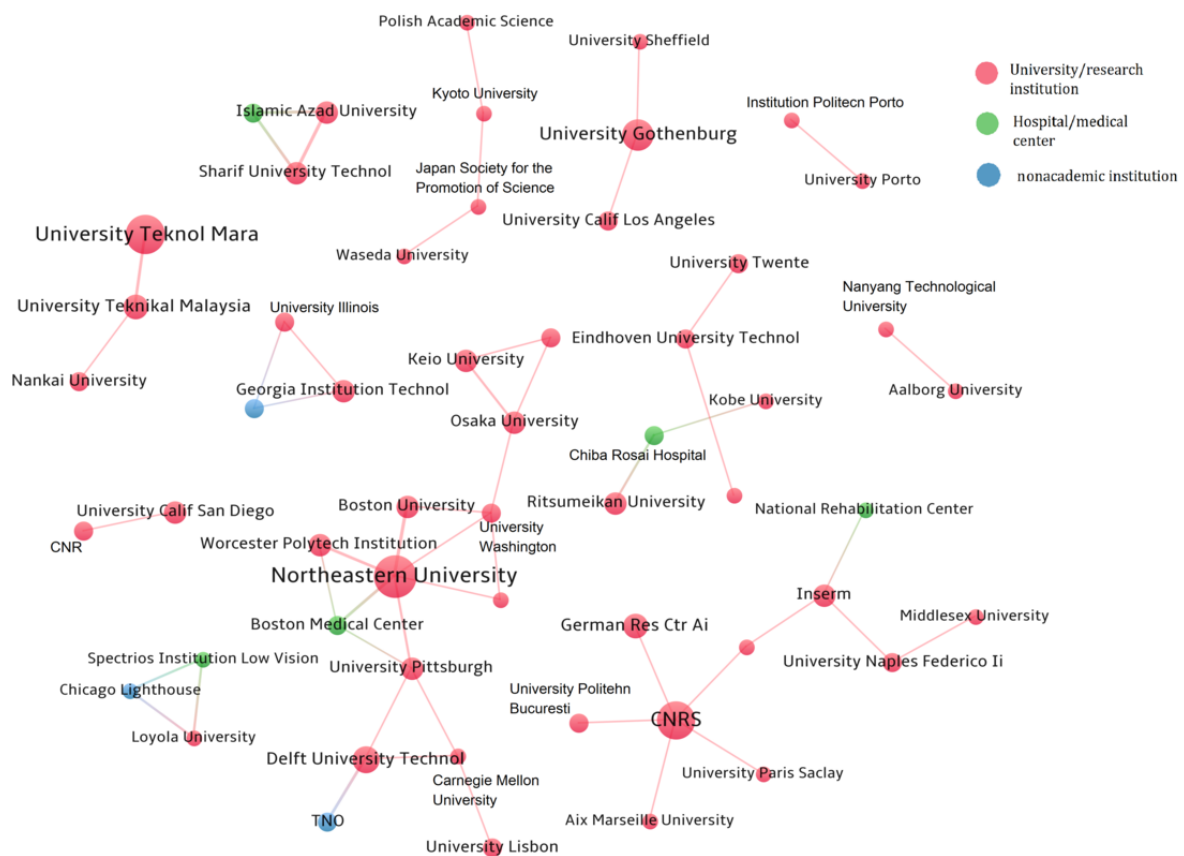 Polish Academic Science
University Sheffield
University/research
institution
Islamic Azad University
Kyoto University
Institution Politecn Porto
Hospital/medical
center
University Gothenburg
Sharif University Technol
Japan Society for the
Promotion of Science
University Porto
nonacademic institution
University Teknol Mara
University Calif Los Angeles
Waseda University
University Twente
University Teknikal Malaysia
University Illinois
Nanyang Technological
University
Keio University
Eindhoven University Technol
Nankai University
Georgia Institution Technol
Aalborg University
Kobe University
Osaka University
Chiba Rosai Hospital
Ritsumeikan University
University Calif San Diego
Boston University
National Rehabilitation Center
CNR
Worcester Polytech Institution
University
Washington
Northeastern University
Inserm
Boston Medical Center
German Res Ctr Ai
Middlesex University
Spectrios Institution Low Vision
University Pittsburgh
University Naples Federico Ii
Chicago Lighthouse
University Politehn
Bucuresti
CNRS
Loyola University
Delft University Technol
Carnegie Mellon
University
University Paris Saclay
TNO
Aix Marseille University
University Lisbon